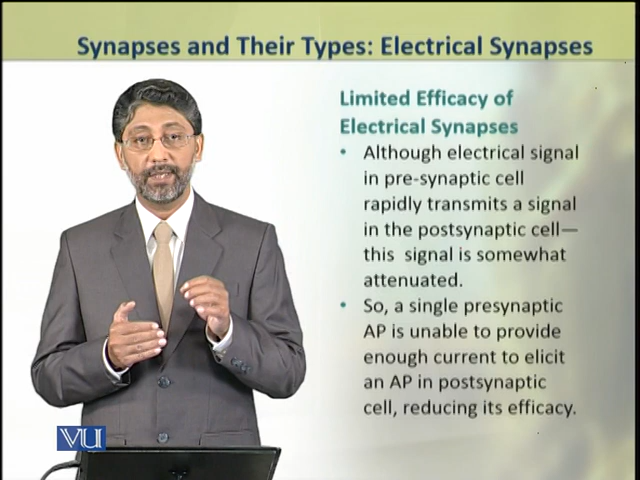 Synapses and Their Types: Electrical Synapses
Limited Efficacy of
Electrical Synapses
• Although electrical signal
in pre-synaptic cell
rapidly transmits a signal
in the postsynaptic cell—
this signal is somewhat
attenuated.
• So, a single presynaptic
AP is unable to provide
enough current to elicit
an AP in postsynaptic
cell, reducing its efficacy.
VU